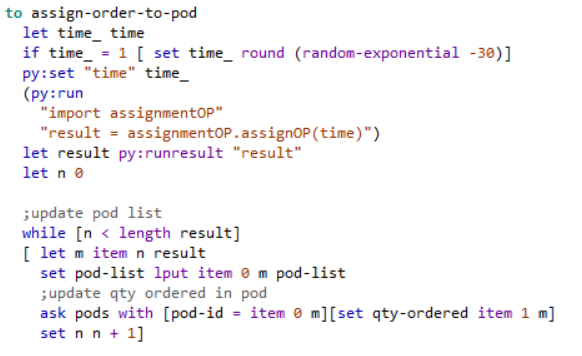 to assign-order-to-pod
let time_ time
if time_ = 1 [ set time_ round (random-exponential -30)]
py:set "time" time_
(py:run
"import assignmentOP"
"result = assignmentOP.assignOP(time)")
let result py:runresult "result"
let n 0
;update pod list
while [n < length result]
[ let m item n result
set pod-list lput item 0 m pod-list
;update qty ordered in pod
ask pods with [pod-id = item 0 m][set qty-ordered item 1 m]
set n n + 1]